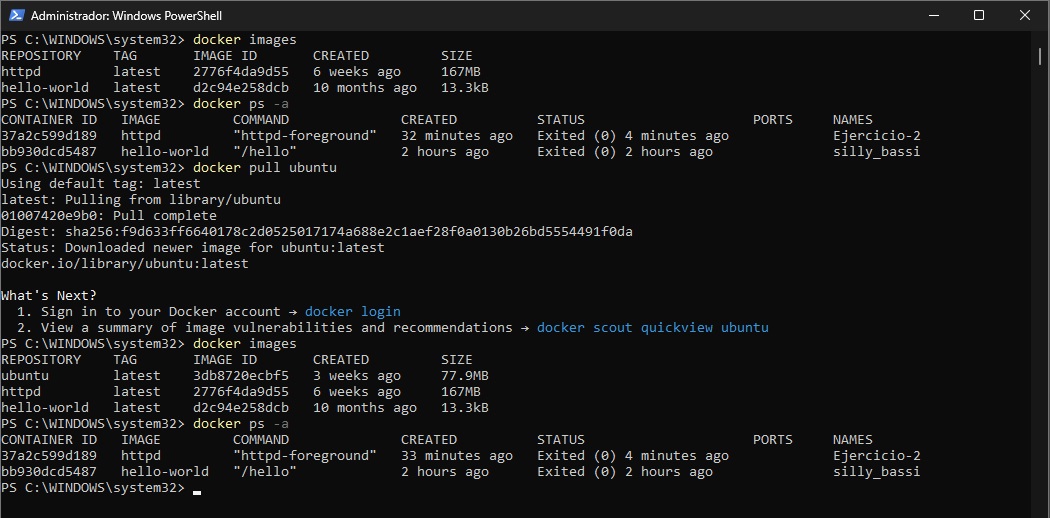 Administrador: Windows PowerShell
PS C:\WINDOWS\system32> docker images
REPOSITORY    TAG       IMAGE ID       CREATED         SIZE
httpd         latest    2776f4da9d55   6 weeks ago     167MB
hello-world   latest    d2c94e258dcb   10 months ago   13.3kB
PS C:\WINDOWS\system32> docker ps -a
CONTAINER ID   IMAGE         COMMAND              CREATED          STATUS                     PORTS     NAMES
37a2c599d189   httpd         "httpd-foreground"   32 minutes ago   Exited (0) 4 minutes ago             Ejercicio-2
bb930dcd5487   hello-world   "/hello"             2 hours ago      Exited (0) 2 hours ago               silly_bassi
PS C:\WINDOWS\system32> docker pull ubuntu
Using default tag: latest
latest: Pulling from library/ubuntu
01007420e9b0: Pull complete
Digest: sha256:f9d633ff6640178c2d0525017174a688e2c1aef28f0a0130b26bd5554491f0da
Status: Downloaded newer image for ubuntu:latest
docker.io/library/ubuntu:latest
What's Next?
  1. Sign in to your Docker account → docker login
  2. View a summary of image vulnerabilities and recommendations → docker scout quickview ubuntu
PS C:\WINDOWS\system32> docker images
REPOSITORY    TAG       IMAGE ID       CREATED         SIZE
ubuntu        latest    3db8720ecbf5   3 weeks ago     77.9MB
httpd         latest    2776f4da9d55   6 weeks ago     167MB
hello-world   latest    d2c94e258dcb   10 months ago   13.3kB
PS C:\WINDOWS\system32> docker ps -a
CONTAINER ID   IMAGE         COMMAND              CREATED          STATUS                     PORTS     NAMES
37a2c599d189   httpd         "httpd-foreground"   33 minutes ago   Exited (0) 4 minutes ago             Ejercicio-2
bb930dcd5487   hello-world   "/hello"             2 hours ago      Exited (0) 2 hours ago               silly_bassi
PS C:\WINDOWS\system32>